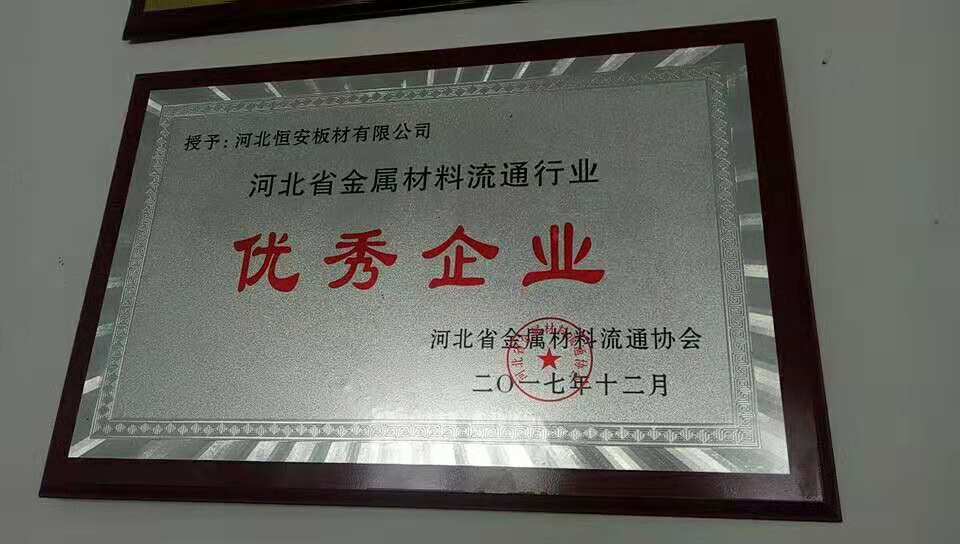 授予:河北恒安板材有限公司
河北省金属材料流通行业
优秀企业
河北省金属材料流通协会
二〇一七年十二月